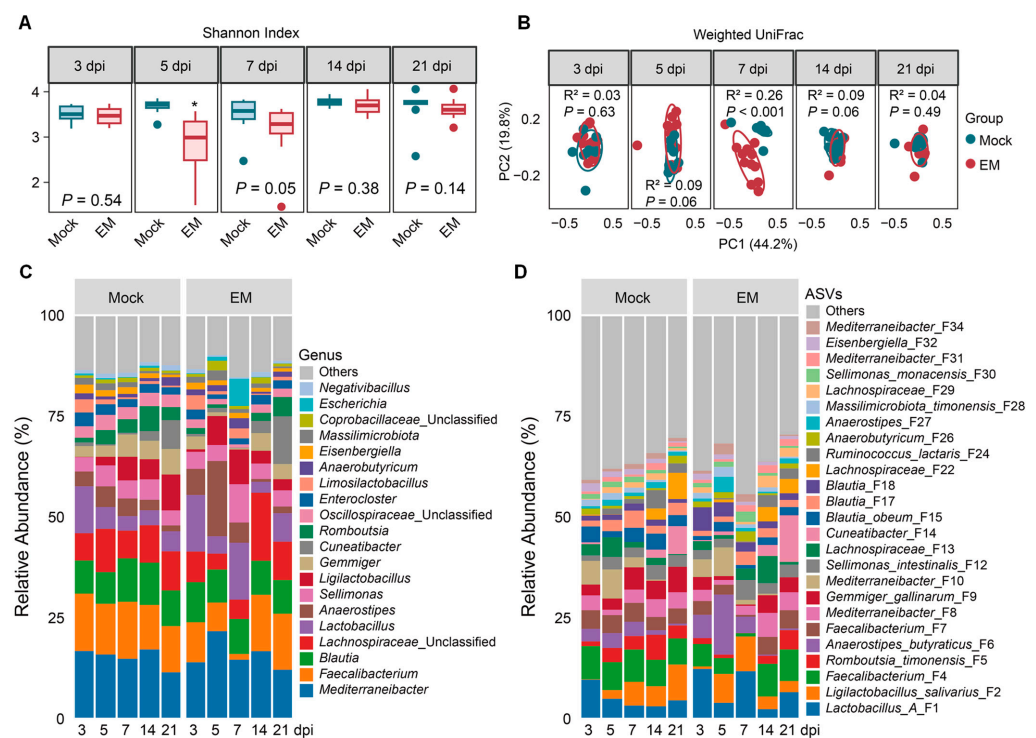 A
Shannon Index
3 dpi 5 dpi 7 dpi 14 dpi 21 dpi
4
3
2
*
P = 0.54
P = 0.05
P = 0.38
P = 0.14
Mock EM Mock EM Mock EM Mock EM Mock EM
B
Weighted UniFrac
3 dpi 5 dpi 7 dpi 14 dpi 21 dpi
R² = 0.03
P = 0.63
R² = 0.09
P = 0.06
R² = 0.26
P < 0.001
R² = 0.09
P = 0.06
R² = 0.04
P = 0.49
PC2 (19.8%)
0.2
−0.2
−0.5 0.5 −0.5 0.5 −0.5 0.5 −0.5 0.5 −0.5 0.5
PC1 (44.2%)
Group
Mock
EM
C
Mock EM
Relative Abundance (%)
100
75
50
25
0
3 5 7 14 21 3 5 7 14 21 dpi
Genus
Others
Negativibacillus
Escherichia
Coprobacillaceae_Unclassified
Massilimicrobiota
Eisenbergiella
Anaerobutyricum
Limosilactobacillus
Enterocloster
Oscillospiraceae_Unclassified
Romboutsia
Cuneatibacter
Gemmiger
Ligilactobacillus
Sellimonas
Anaerostipes
Lactobacillus
Lachnospiraceae_Unclassified
Blautia
Faecalibacterium
Mediterraneibacter
D
Mock EM
Relative Abundance (%)
100
75
50
25
0
3 5 7 14 21 3 5 7 14 21 dpi
ASVs
Others
Mediterraneibacter_F34
Eisenbergiella_F32
Mediterraneibacter_F31
Sellimonas_monacensis_F30
Lachnospiraceae_F29
Massilimicrobiota_timonensis_F28
Anaerostipes_F27
Anaerobutyricum_F26
Ruminococcus_lactaris_F24
Lachnospiraceae_F22
Blautia_F18
Blautia_F17
Blautia_obeum_F15
Cuneatibacter_F14
Lachnospiraceae_F13
Sellimonas_intestinalis_F12
Mediterraneibacter_F10
Gemmiger_gallinarum_F9
Mediterraneibacter_F8
Faecalibacterium_F7
Anaerostipes_butyraticus_F6
Romboutsia_timonensis_F5
Faecalibacterium_F4
Ligilactobacillus_salivarius_F2
Lactobacillus_A_F1